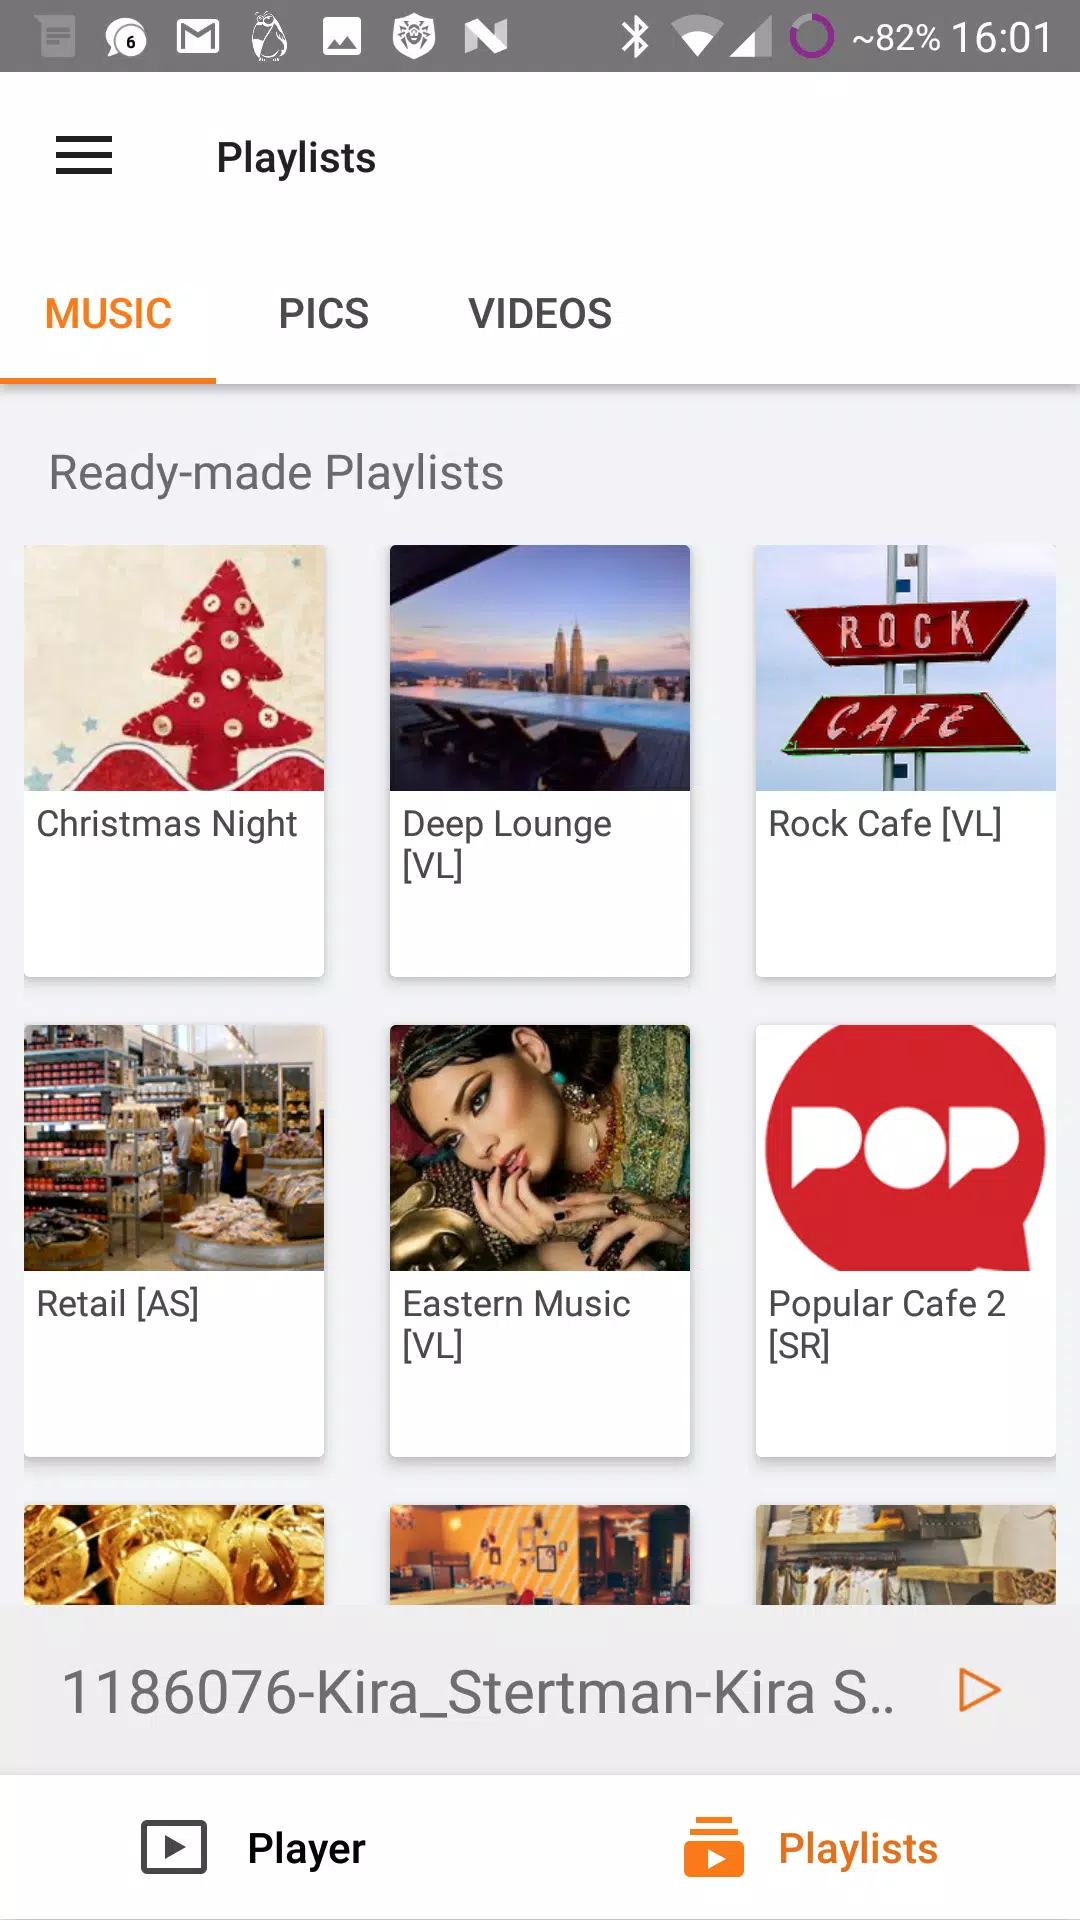 6
~82% 16:01
Playlists
MUSIC PICS VIDEOS
Ready-made Playlists
ROCK
CAFE
Christmas Night
Deep Lounge
[VL]
Rock Cafe [VL]
POP
Retail [AS]
Eastern Music
[VL]
Popular Cafe 2
[SR]
1186076-Kira_Stertman-Kira S..
Player
Playlists